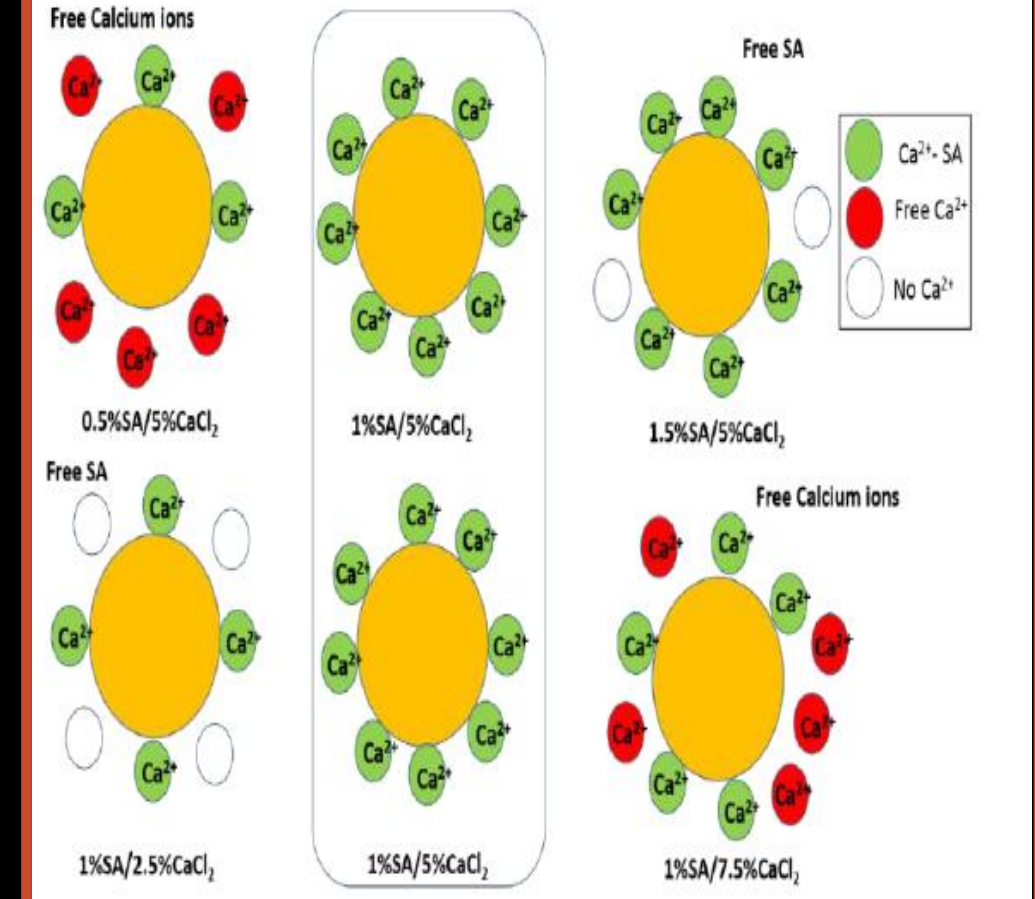 Free Calcium ions
Ca²⁺
Ca²⁺
Ca²⁺
Ca²⁺
Ca²⁺
Ca²⁺
Ca²⁺
Ca²⁺
0.5%SA/5%CaCl₂
Ca²⁺
Ca²⁺
Ca²⁺
Ca²⁺
Ca²⁺
Ca²⁺
Ca²⁺
Ca²⁺
1%SA/5%CaCl₂
Free SA
Ca²⁺
Ca²⁺
Ca²⁺
Ca²⁺
Ca²⁺
Ca²⁺
Ca²⁺
1.5%SA/5%CaCl₂
Ca²⁺- SA
Free Ca²⁺
No Ca²⁺
Free SA
Ca²⁺
Ca²⁺
Ca²⁺
Ca²⁺
1%SA/2.5%CaCl₂
Ca²⁺
Ca²⁺
Ca²⁺
Ca²⁺
Ca²⁺
Ca²⁺
Ca²⁺
Ca²⁺
1%SA/5%CaCl₂
Free Calcium ions
Ca²⁺
Ca²⁺
Ca²⁺
Ca²⁺
Ca²⁺
Ca²⁺
Ca²⁺
Ca²⁺
Ca²⁺
Ca²⁺
1%SA/7.5%CaCl₂